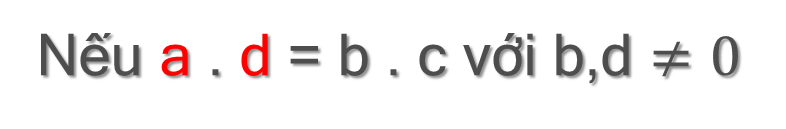 Nếu a . d = b . c với b,d ≠ 0